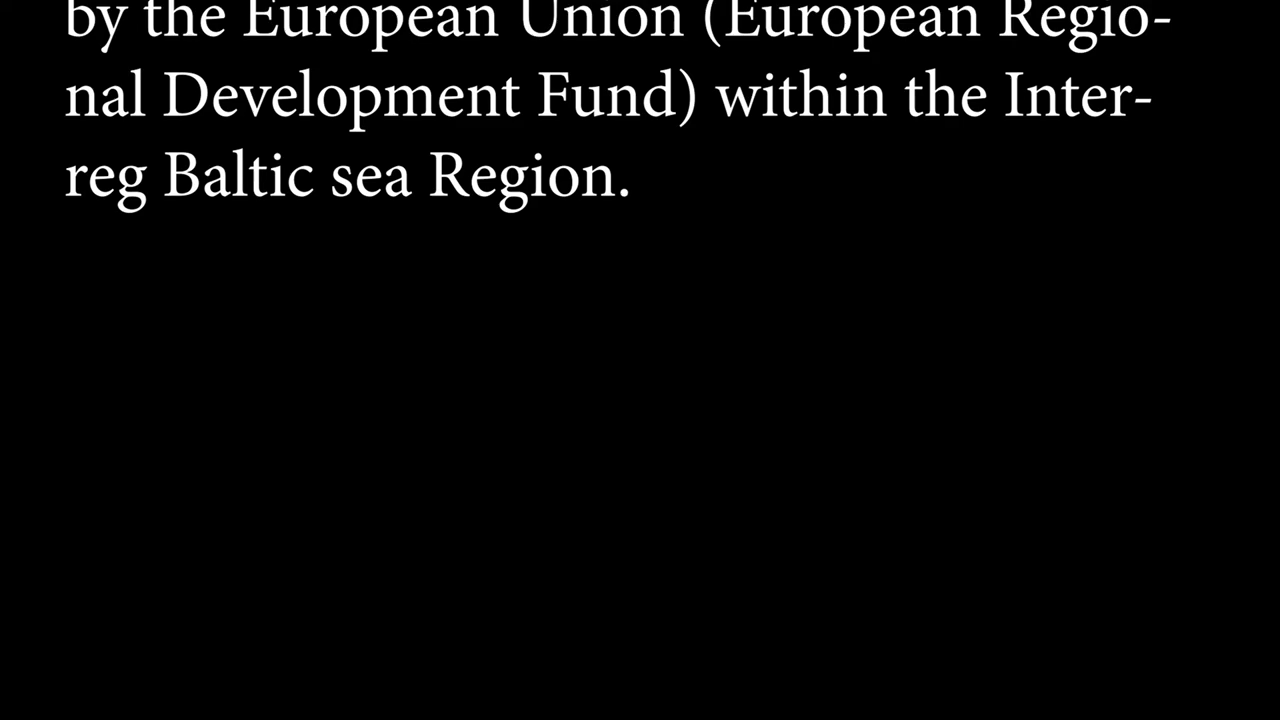 by the European Union (European Regio-
nal Development Fund) within the Inter-
reg Baltic sea Region.